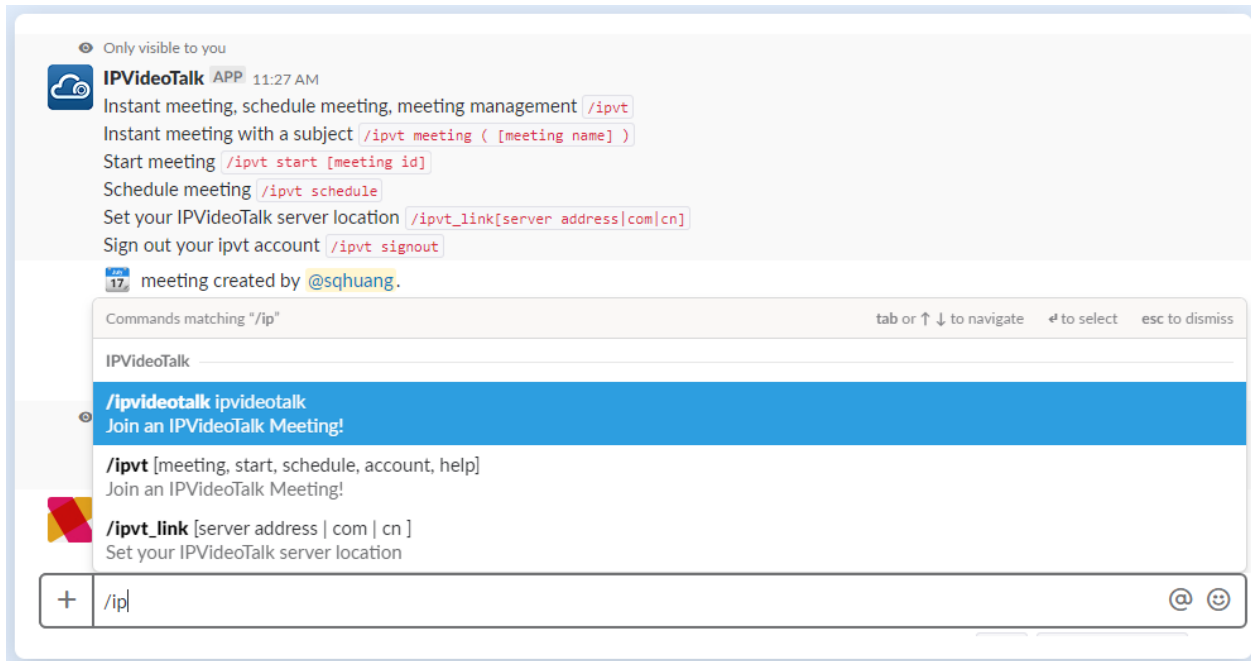 Only visible to you
IPVideoTalk APP 11:27 AM
Instant meeting, schedule meeting, meeting management /ipvt
Instant meeting with a subject /ipvt meeting ( [meeting name] )
Start meeting /ipvt start [meeting id]
Schedule meeting /ipvt schedule
Set your IPVideoTalk server location /ipvt_link[server address|com|cn]
Sign out your ipvt account /ipvt signout
17 meeting created by @sqhuang.
Commands matching "/ip" tab or ↑ ↓ to navigate ↵ to select esc to dismiss
IPVideoTalk
/ipvideotalk ipvideotalk
Join an IPVideoTalk Meeting!
/ipvt [meeting, start, schedule, account, help]
Join an IPVideoTalk Meeting!
/ipvt_link [server address | com | cn ]
Set your IPVideoTalk server location
+ /ip @